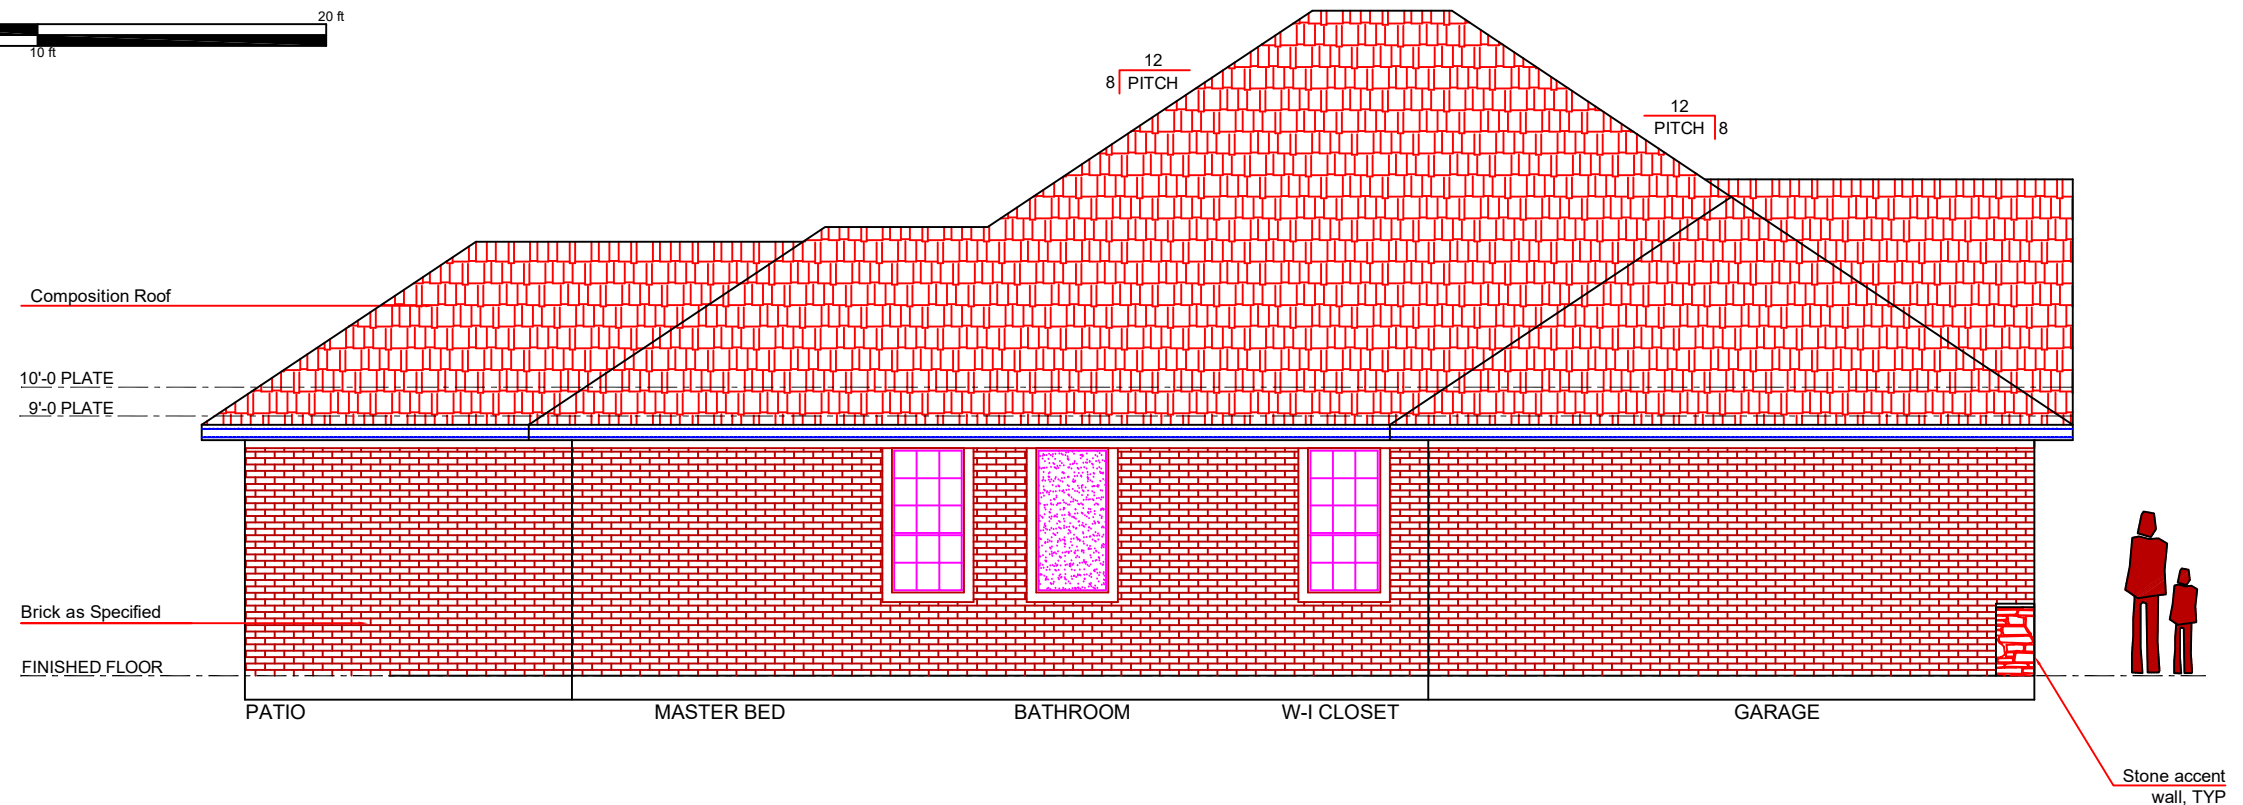 20 ft
10 ft
12
8 PITCH
12
PITCH 8
Composition Roof
10'-0 PLATE
9'-0 PLATE
Brick as Specified
FINISHED FLOOR
PATIO MASTER BED BATHROOM W-I CLOSET GARAGE
Stone accent
wall, TYP